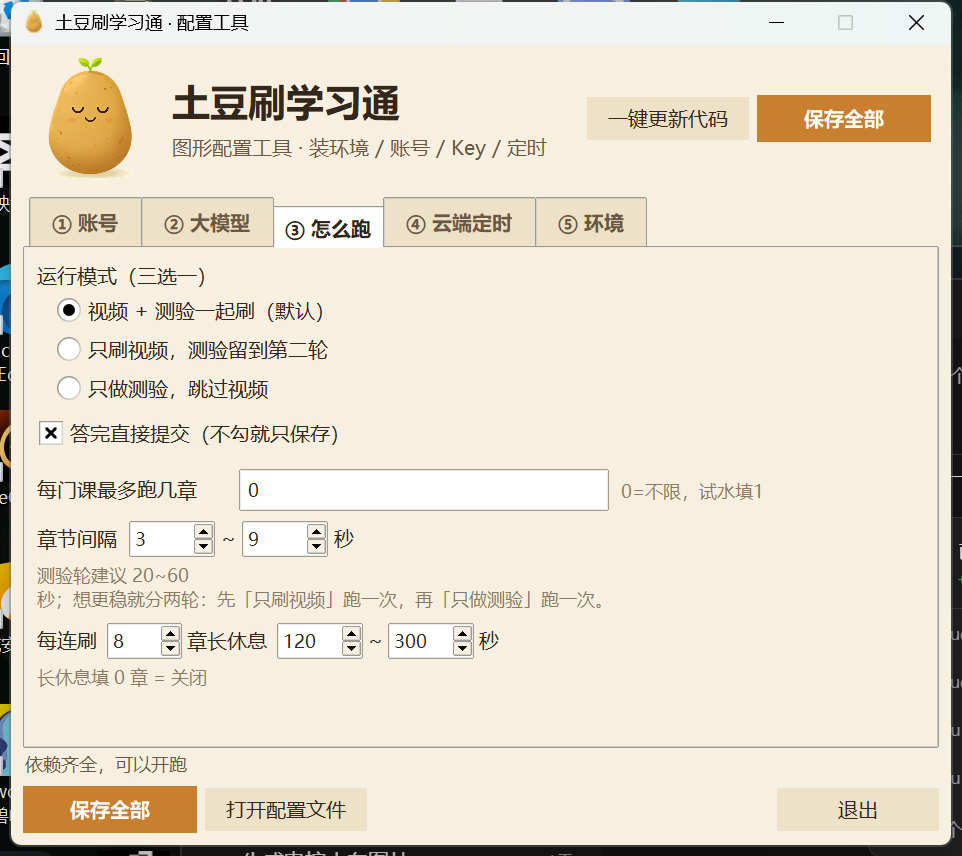 土豆刷学习通 · 配置工具
土豆刷学习通
图形配置工具 · 装环境 / 账号 / Key / 定时
一键更新代码
保存全部
① 账号
② 大模型
③ 怎么跑
④ 云端定时
⑤ 环境
运行模式（三选一）
视频 + 测验一起刷（默认）
只刷视频，测验留到第二轮
只做测验，跳过视频
答完直接提交（不勾就只保存）
每门课最多跑几章 0 0=不限，试水填1
章节间隔 3 ~ 9 秒
测验轮建议 20~60
秒；想更稳就分两轮：先「只刷视频」跑一次，再「只做测验」跑一次。
每连刷 8 章长休息 120 ~ 300 秒
长休息填 0 章 = 关闭
依赖齐全，可以开跑
保存全部
打开配置文件
退出